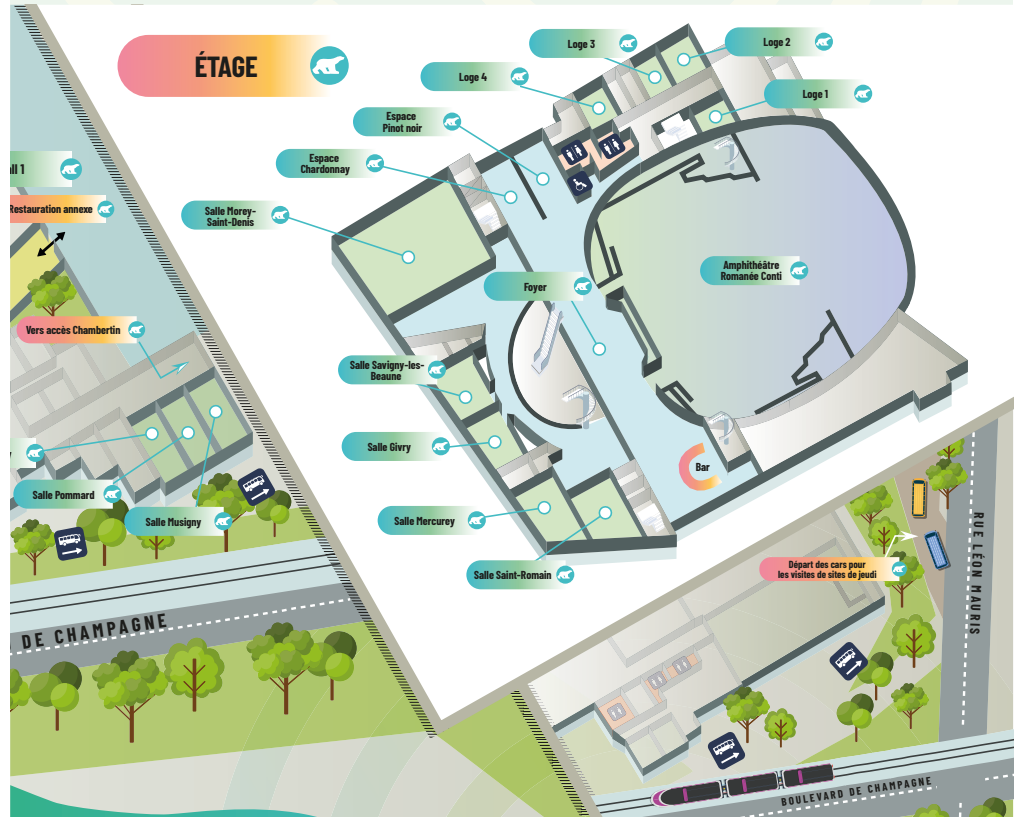 ÉTAGE
Loge 3
Loge 2
Loge 4
Loge 1
Espace
Pinot noir
Espace
Chardonnay
Salle Morey-
Saint-Denis
Foyer
Amphithéâtre
Romanée Conti
Salle Savigny-les-
Beaune
Salle Givry
Salle Mercurey
Salle Saint-Romain
Bar
all 1
Restauration annexe
Vers accès Chambertin
Salle Pommard
Salle Musigny
DE CHAMPAGNE
Départ des cars pour
les visites de sites de jeudi
RUE LÉON MAURIS
BOULEVARD DE CHAMPAGNE